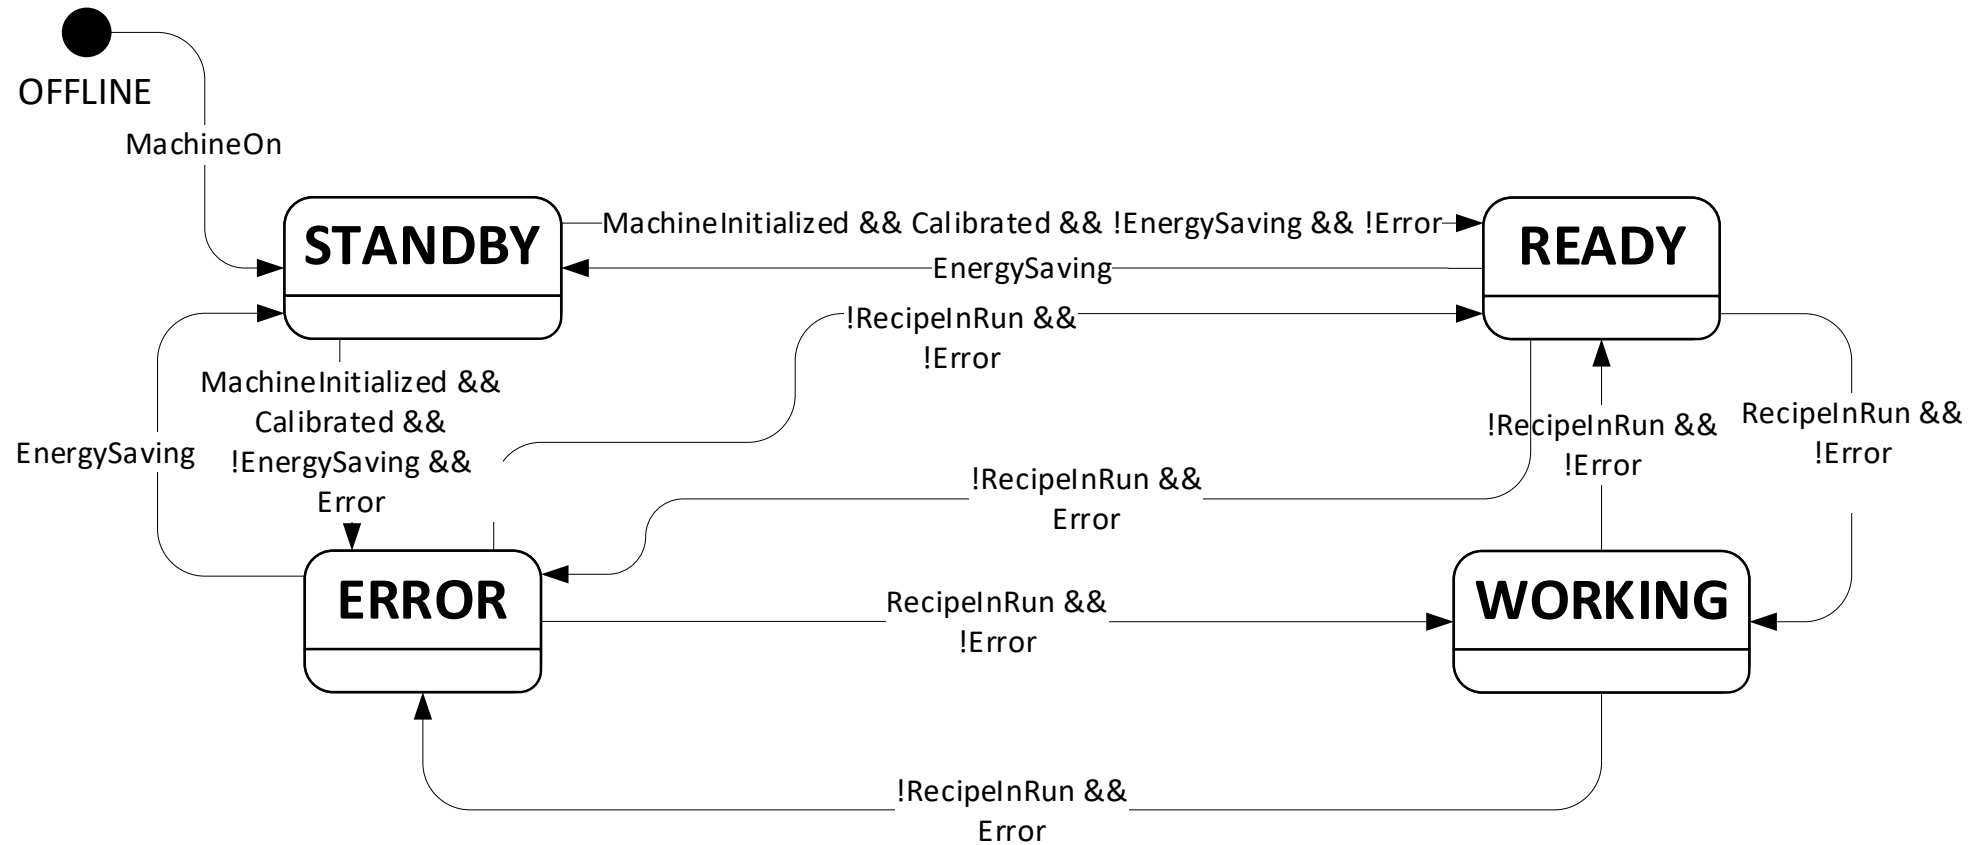 OFFLINE
MachineOn
STANDBY
MachineInitialized && Calibrated && !EnergySaving && !Error
READY
EnergySaving
!RecipeInRun &&
!Error
MachineInitialized &&
Calibrated &&
!EnergySaving &&
Error
EnergySaving
!RecipeInRun &&
!Error
RecipeInRun &&
!Error
!RecipeInRun &&
Error
ERROR
RecipeInRun &&
!Error
WORKING
!RecipeInRun &&
Error